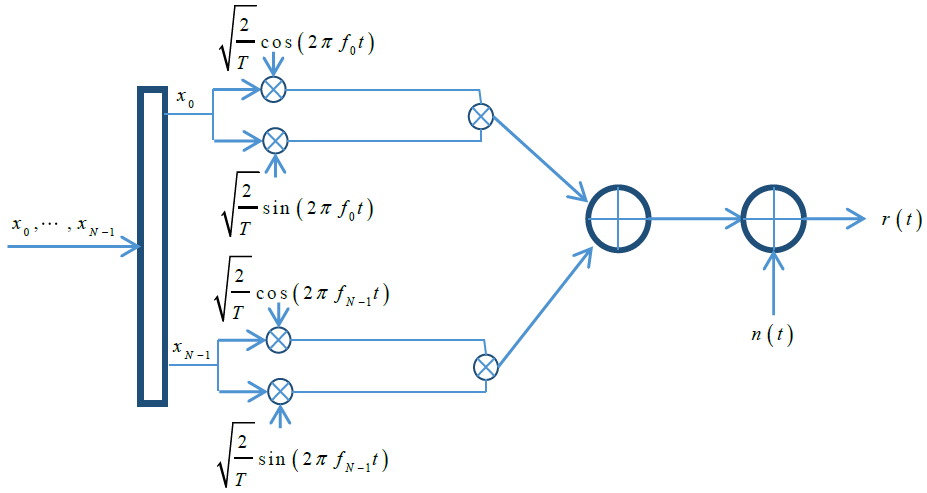 √(2/T) cos(2π f₀t)
x₀
√(2/T) sin(2π f₀t)
x₀,⋯,x_{N−1}
r(t)
√(2/T) cos(2π f_{N−1}t)
n(t)
x_{N−1}
√(2/T) sin(2π f_{N−1}t)